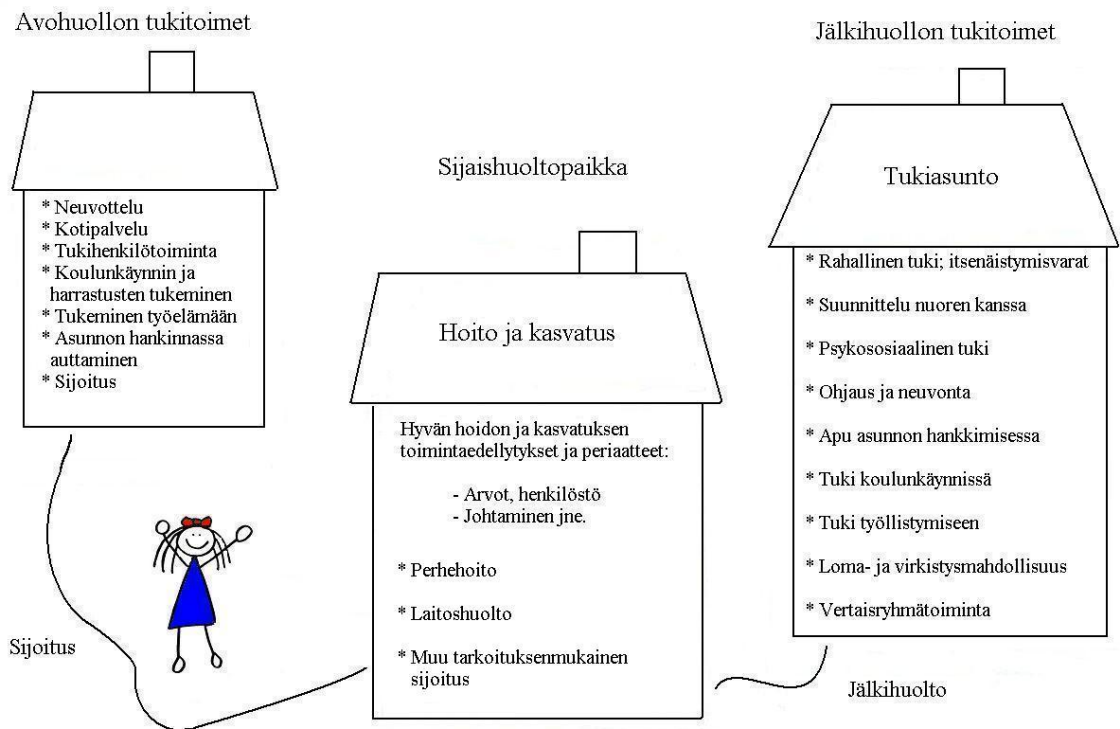 Avohuollon tukitoimet
* Neuvottelu
* Kotipalvelu
* Tukihenkilötoiminta
* Koulunkäynnin ja
harrastusten tukeminen
* Tukeminen työelämään
* Asunnon hankinnassa
auttaminen
* Sijoitus
Sijoitus
Sijaishuoltopaikka
Hoito ja kasvatus
Hyvän hoidon ja kasvatuksen
toimintaedellytykset ja periaatteet:
- Arvot, henkilöstö
- Johtaminen jne.
* Perhehoito
* Laitoshuolto
* Muu tarkoituksenmukainen
sijoitus
Jälkihuollon tukitoimet
Tukiasunto
* Rahallinen tuki; itsenäistymisvarat
* Suunnittelu nuoren kanssa
* Psykososiaalinen tuki
* Ohjaus ja neuvonta
* Apu asunnon hankkimisessa
* Tuki koulunkäynnissä
* Tuki työllistymiseen
* Loma- ja virkistysmahdollisuus
* Vertaisryhmätoiminta
Jälkihuolto